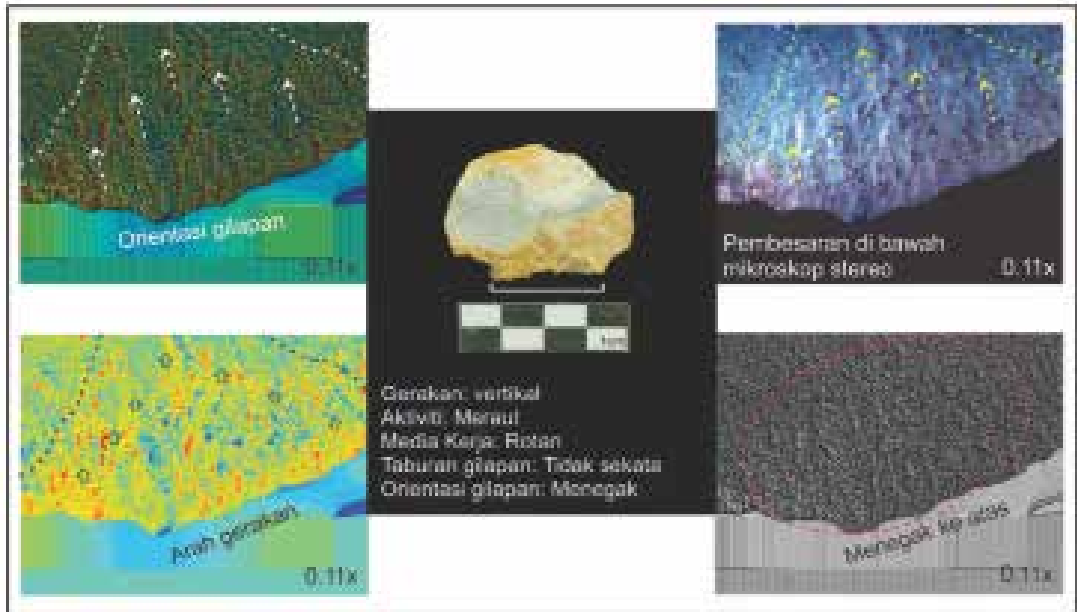 Orientasi gilapan
0.11x
Pembesaran di bawah
mikroskop stereo
0.11x
Gerakan: vertikal
Aktiviti: Meraut
Media Kerja: Rotan
Taburan gilapan: Tidak sekata
Orientasi gilapan: Menegak
Arah gerakan
0.11x
Menegak ke atas
0.11x